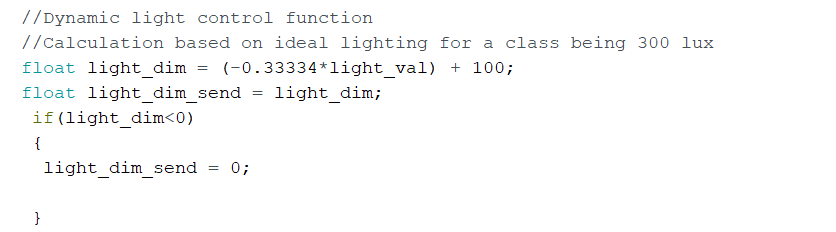 //Dynamic light control function
//Calculation based on ideal lighting for a class being 300 lux
float light_dim = (-0.33334*light_val) + 100;
float light_dim_send = light_dim;
if(light_dim<0)
{
light_dim_send = 0;
}